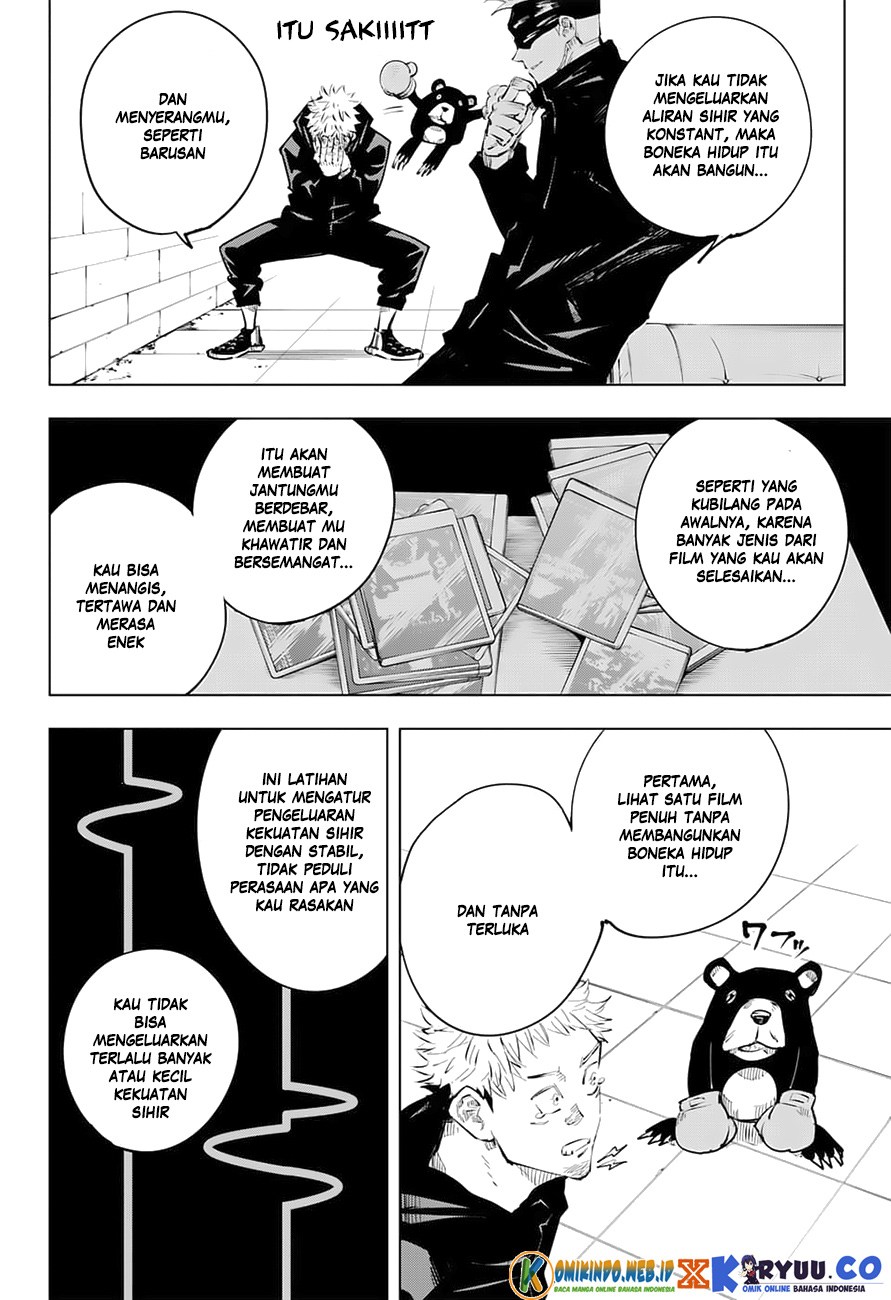 ITU SAKIIIITT
JIKA KAU TIDAK
MENGELUARKAN
ALIRAN SIHIR YANG
KONSTANT, MAKA
BONEKA HIDUP ITU
AKAN BANGUN...
DAN
MENYERANGMU,
SEPERTI
BARUSAN
SEPERTI YANG
KUBILANG PADA
AWALNYA, KARENA
BANYAK JENIS DARI
FILM YANG KAU AKAN
SELESAIKAN...
ITU AKAN
MEMBUAT
JANTUNGMU
BERDEBAR,
MEMBUAT MU
KHAWATIR DAN
BERSEMANGAT...
KAU BISA
MENANGIS,
TERTAWA DAN
MERASA
ENEK
PERTAMA,
LIHAT SATU FILM
PENUH TANPA
MEMBANGUNKAN
BONEKA HIDUP
ITU...
DAN TANPA
TERLUKA
ワフッ
INI LATIHAN
UNTUK MENGATUR
PENGELUARAN
KEKUATAN SIHIR
DENGAN STABIL,
TIDAK PEDULI
PERASAAN APA YANG
KAU RASAKAN
KAU TIDAK
BISA
MENGELUARKAN
TERLALU BANYAK
ATAU KECIL
KEKUATAN
SIHIR
KOMIKINDO.WEB.ID X KIRYUU.CO
BACA MANGA ONLINE BAHASA INDONESIA
OMIK ONLINE BAHASA INDONESIA